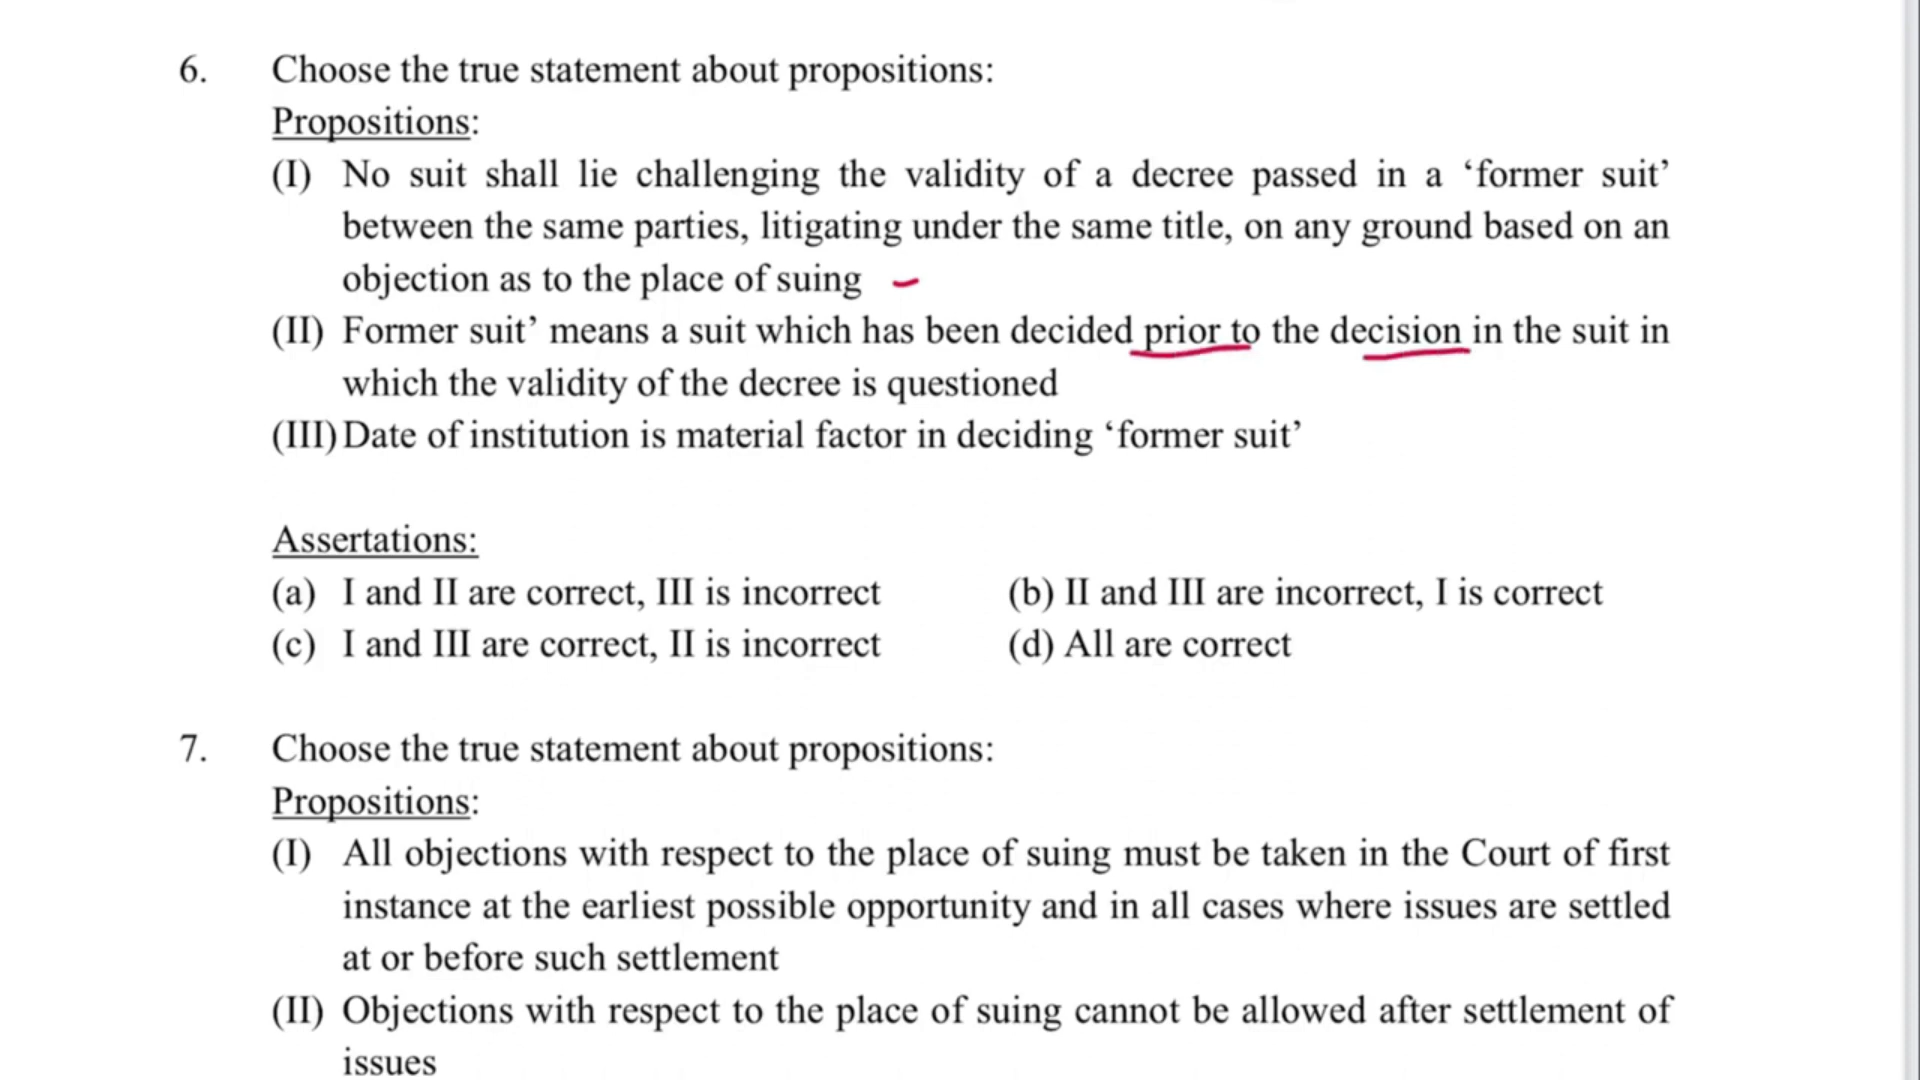 6. Choose the true statement about propositions:
Propositions:
(I) No suit shall lie challenging the validity of a decree passed in a ‘former suit’
between the same parties, litigating under the same title, on any ground based on an
objection as to the place of suing
(II) Former suit’ means a suit which has been decided prior to the decision in the suit in
which the validity of the decree is questioned
(III) Date of institution is material factor in deciding ‘former suit’
Assertations:
(a) I and II are correct, III is incorrect (b) II and III are incorrect, I is correct
(c) I and III are correct, II is incorrect (d) All are correct
7. Choose the true statement about propositions:
Propositions:
(I) All objections with respect to the place of suing must be taken in the Court of first
instance at the earliest possible opportunity and in all cases where issues are settled
at or before such settlement
(II) Objections with respect to the place of suing cannot be allowed after settlement of
issues